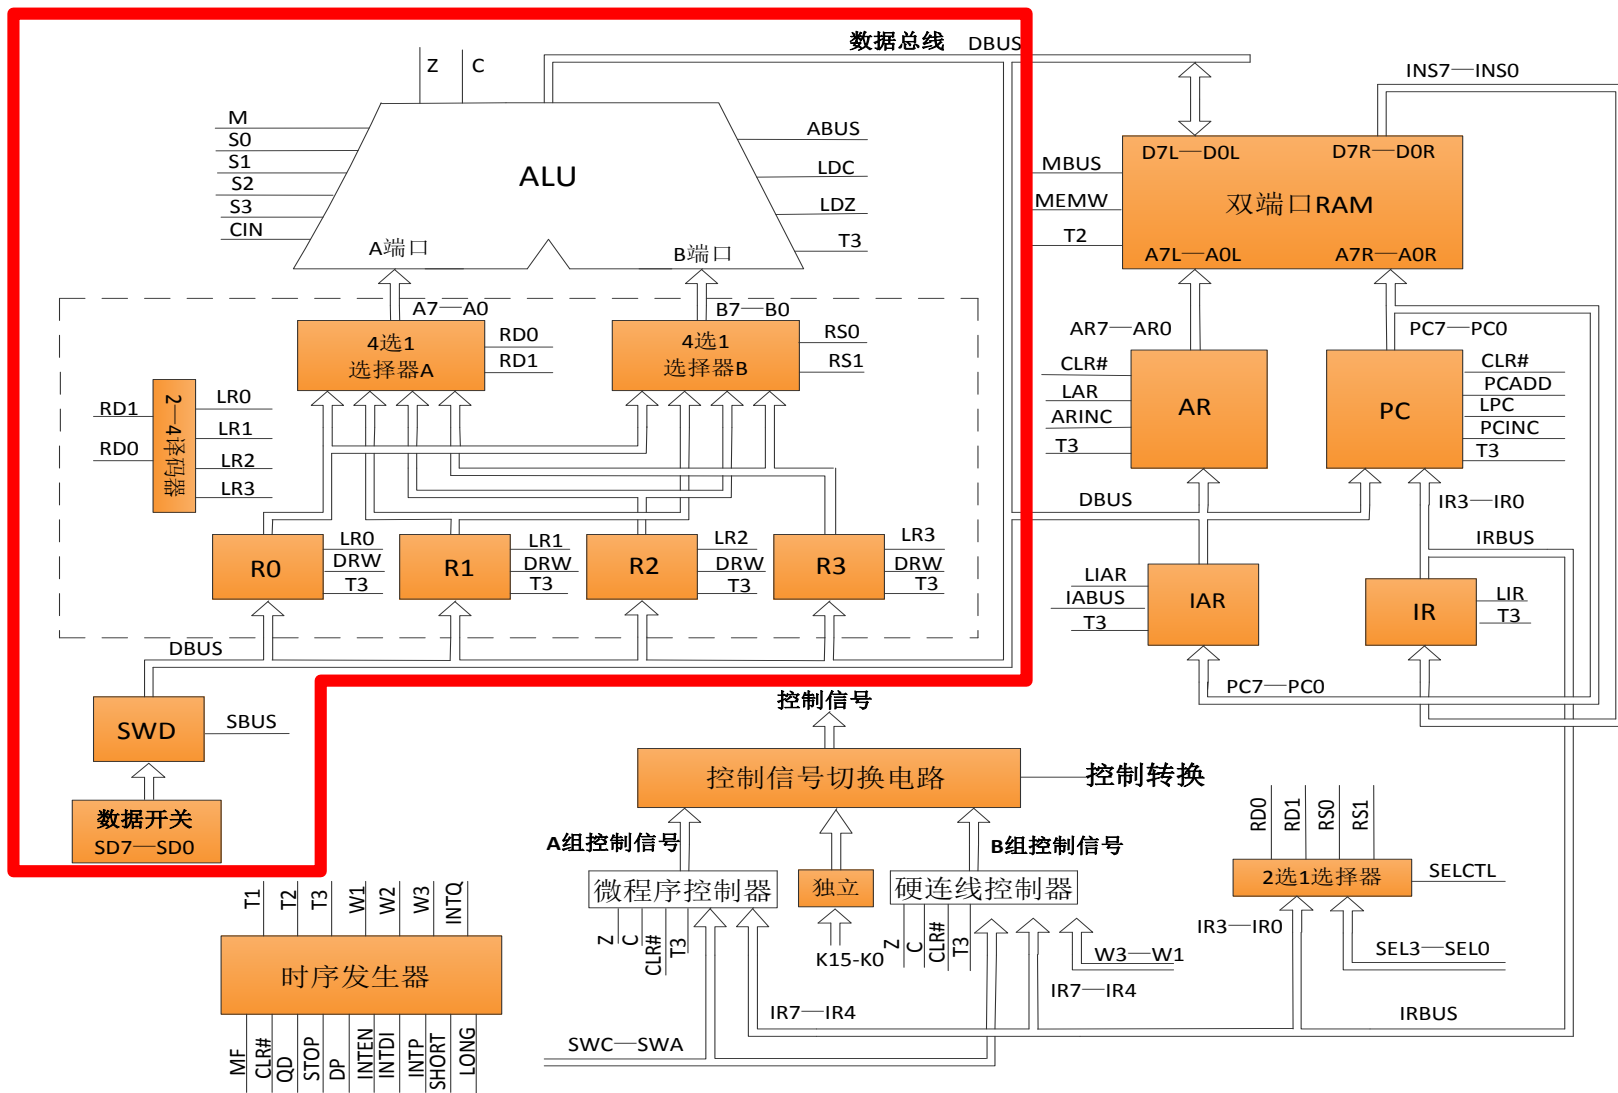 数据总线 DBUS
Z
C
INS7—INS0
M
S0
S1
S2
S3
CIN
ALU
A端口
B端口
ABUS
LDC
LDZ
T3
MBUS
MEMW
T2
D7L—D0L
D7R—D0R
双端口RAM
A7L—A0L
A7R—A0R
A7—A0
B7—B0
4选1
选择器A
RD0
RD1
4选1
选择器B
RS0
RS1
RD1
RD0
2—4译码器
LR0
LR1
LR2
LR3
AR7—AR0
PC7—PC0
CLR#
LAR
ARINC
T3
AR
PC
CLR#
PCADD
LPC
PCINC
T3
DBUS
IR3—IR0
IRBUS
R0
LR0
DRW
T3
R1
LR1
DRW
T3
R2
LR2
DRW
T3
R3
LR3
DRW
T3
LIAR
IABUS
T3
IAR
IR
LIR
T3
DBUS
PC7—PC0
SWD
SBUS
数据开关
SD7—SD0
控制信号
控制信号切换电路
控制转换
A组控制信号
B组控制信号
微程序控制器
独立
硬连线控制器
Z
C
CLR#
T3
K15-K0
Z
C
CLR#
T3
W3—W1
IR7—IR4
IR7—IR4
SWC—SWA
RD0
RD1
RS0
RS1
2选1选择器
SELCTL
IR3—IR0
SEL3—SEL0
IRBUS
T1
T2
T3
W1
W2
W3
INTQ
时序发生器
MF
CLR#
QD
STOP
DP
INTEN
INTDI
INTP
SHORT
LONG